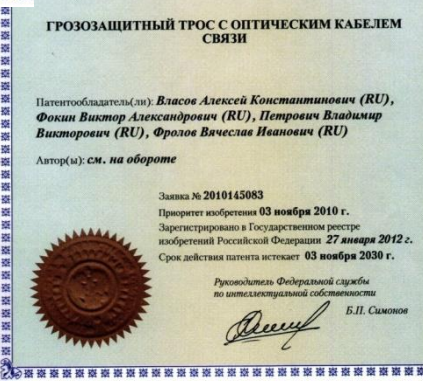 ГРОЗОЗАЩИТНЫЙ ТРОС С ОПТИЧЕСКИМ КАБЕЛЕМ
СВЯЗИ
Патентообладатель(ли): Власов Алексей Константинович (RU),
Фокин Виктор Александрович (RU), Петрович Владимир
Викторович (RU), Фролов Вячеслав Иванович (RU)
Автор(ы): см. на обороте
Заявка № 2010145083
Приоритет изобретения 03 ноября 2010 г.
Зарегистрировано в Государственном реестре
изобретений Российской Федерации 27 января 2012 г.
Срок действия патента истекает 03 ноября 2030 г.
Руководитель Федеральной службы
по интеллектуальной собственности
Б.П. Симонов